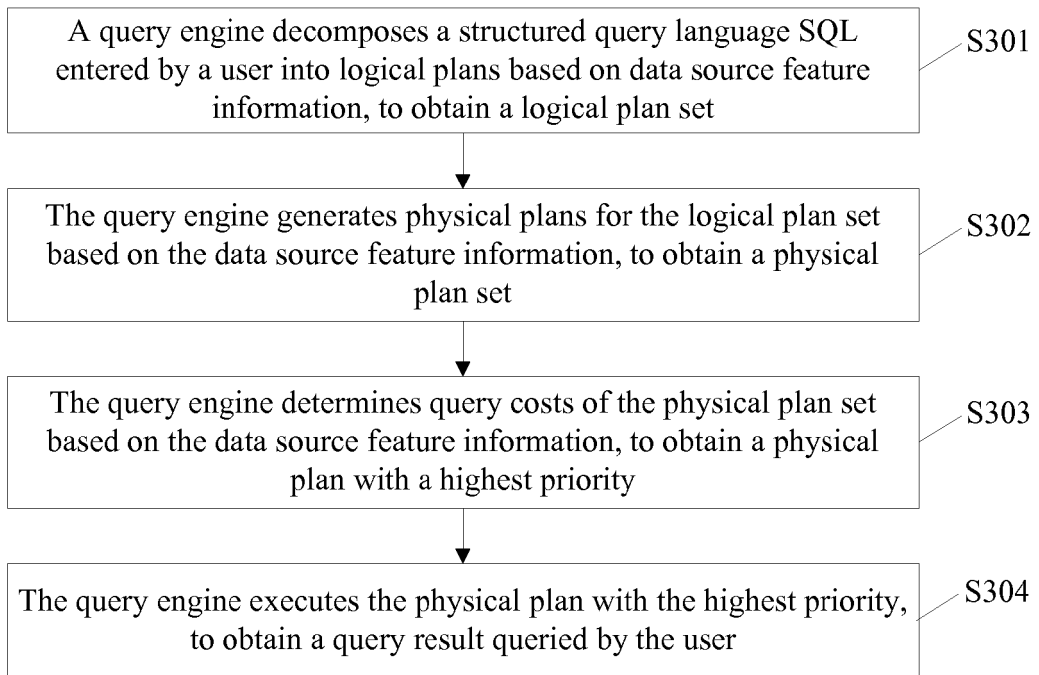 A query engine decomposes a structured query language SQL
entered by a user into logical plans based on data source feature
information, to obtain a logical plan set
S301
The query engine generates physical plans for the logical plan set
based on the data source feature information, to obtain a physical
plan set
S302
The query engine determines query costs of the physical plan set
based on the data source feature information, to obtain a physical
plan with a highest priority
S303
The query engine executes the physical plan with the highest priority,
to obtain a query result queried by the user
S304